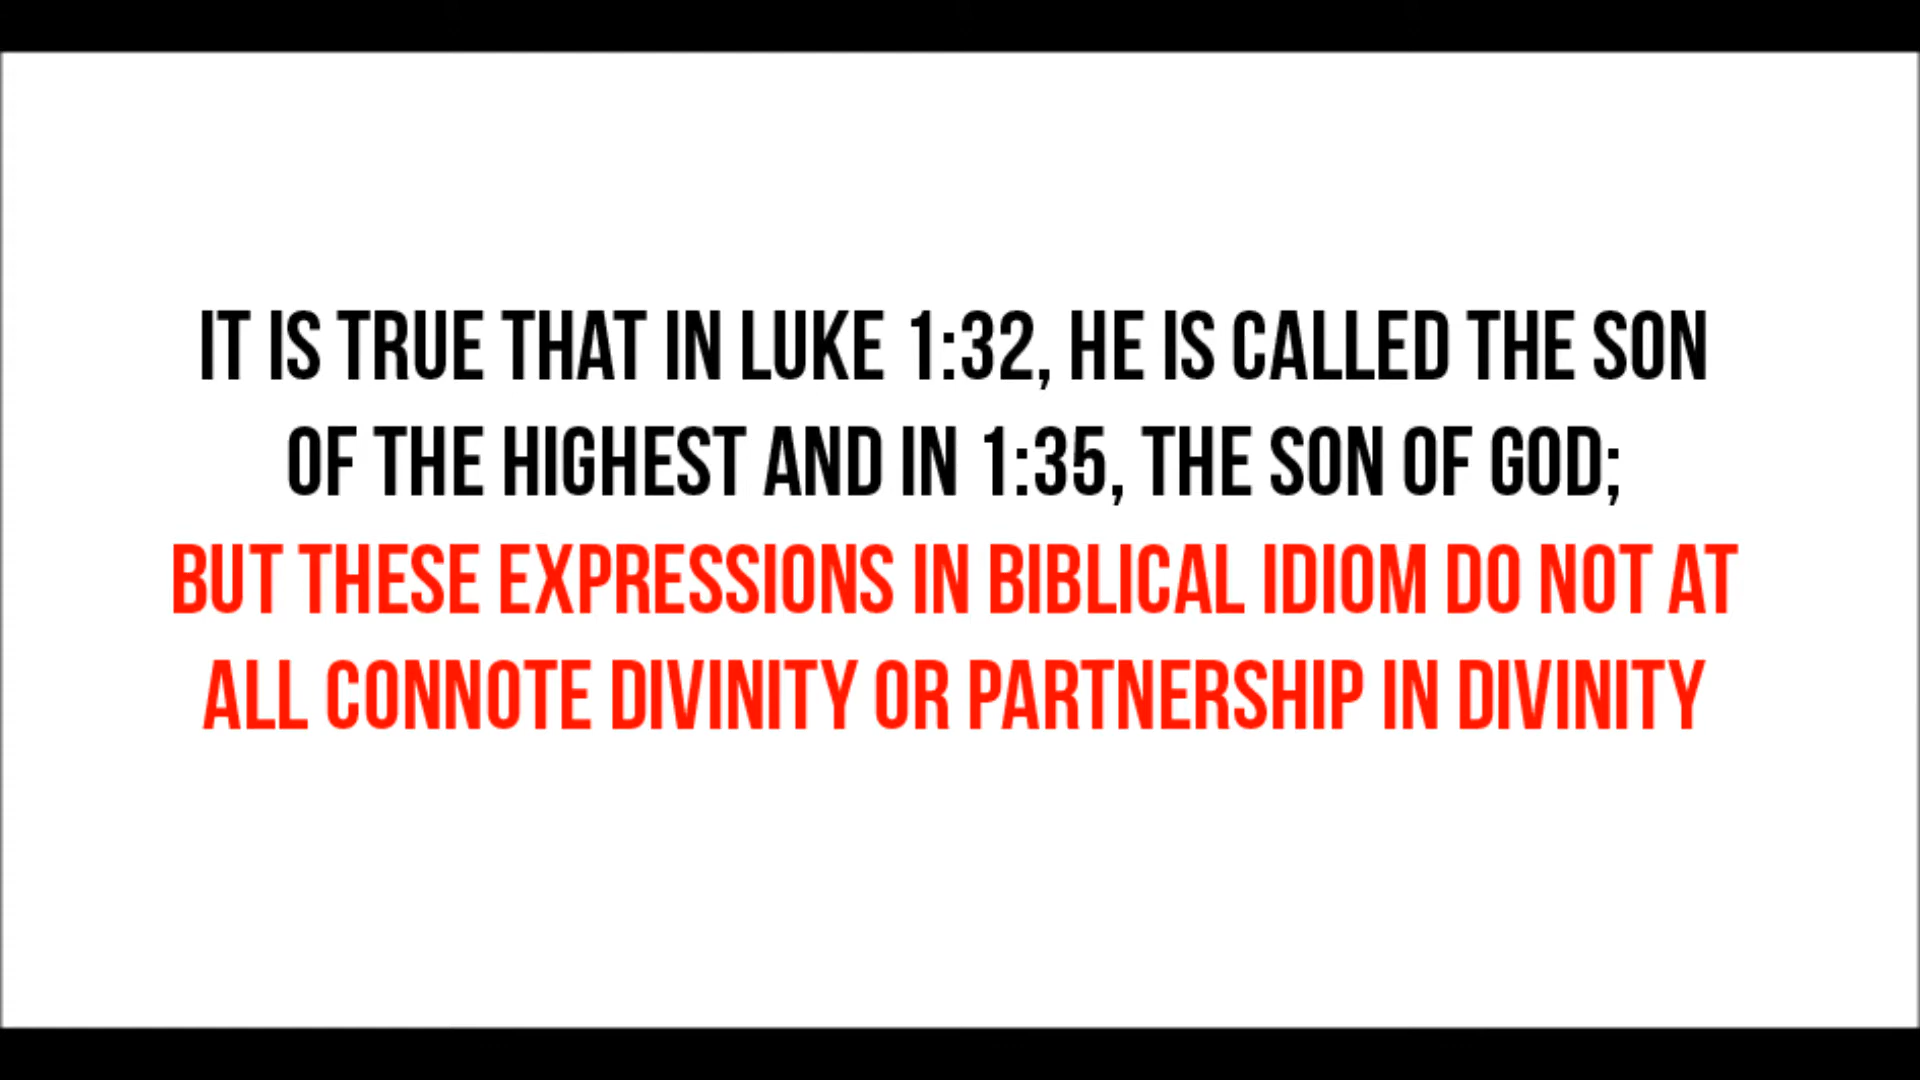 IT IS TRUE THAT IN LUKE 1:32, HE IS CALLED THE SON
OF THE HIGHEST AND IN 1:35, THE SON OF GOD;
BUT THESE EXPRESSIONS IN BIBLICAL IDIOM DO NOT AT
ALL CONNOTE DIVINITY OR PARTNERSHIP IN DIVINITY